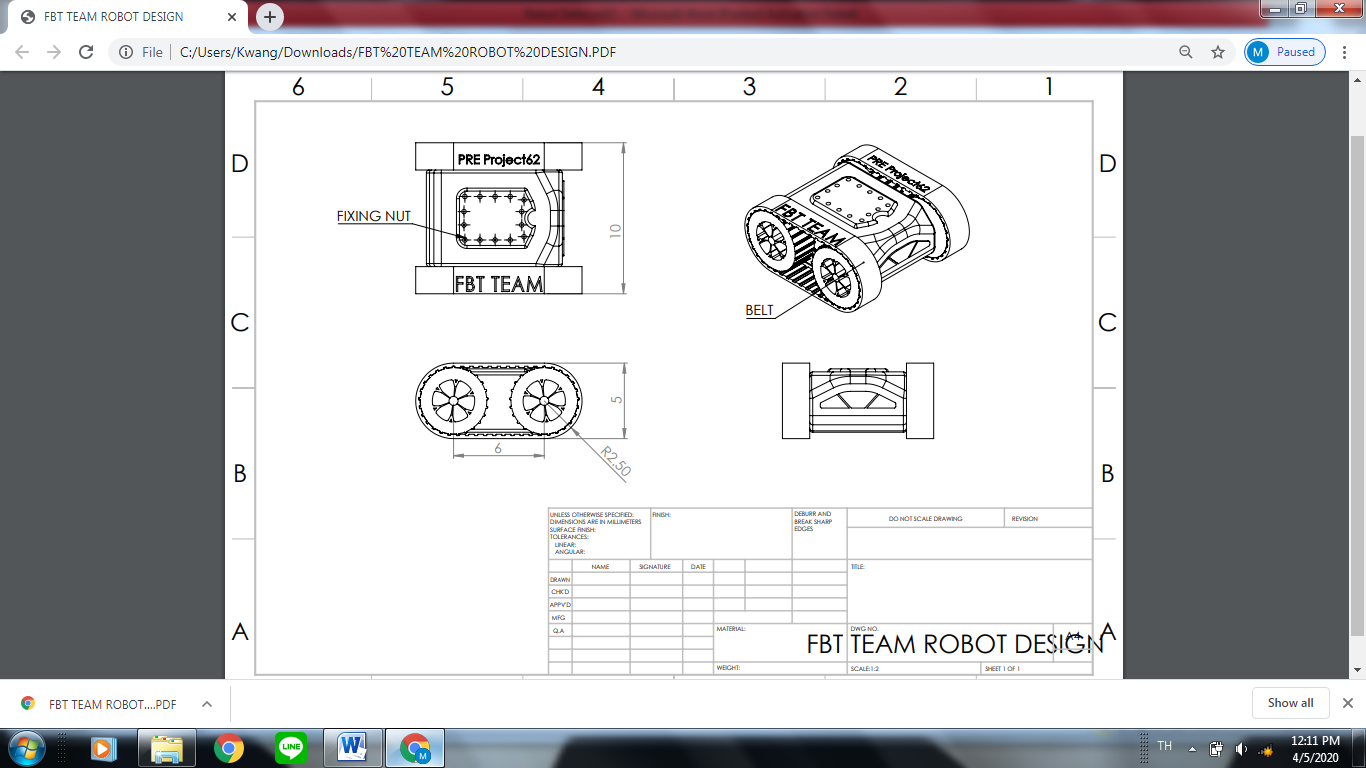 FBT TEAM ROBOT DESIGN
File
C:/Users/Kwang/Downloads/FBT%20TEAM%20ROBOT%20DESIGN.PDF
M Paused
6 5 4 3 2 1
D D
PRE Project62
PRE Project62
FIXING NUT
10
FBT TEAM
FBT TEAM
BELT
C C
5
6
R2.50
B B
UNLESS OTHERWISE SPECIFIED:
DIMENSIONS ARE IN MILLIMETERS
SURFACE FINISH:
TOLERANCES:
LINEAR:
ANGULAR:
FINISH:
DEBURR AND
BREAK SHARP
EDGES
DO NOT SCALE DRAWING
REVISION
NAME SIGNATURE DATE
TITLE:
DRAWN
CHK'D
APPV'D
MFG
Q.A
MATERIAL:
DWG NO.
A A
A4
FBT TEAM ROBOT DESIGN
WEIGHT:
SCALE:1:2
SHEET 1 OF 1
FBT TEAM ROBOT....PDF
Show all
LINE
W
M
TH
12:11 PM
4/5/2020